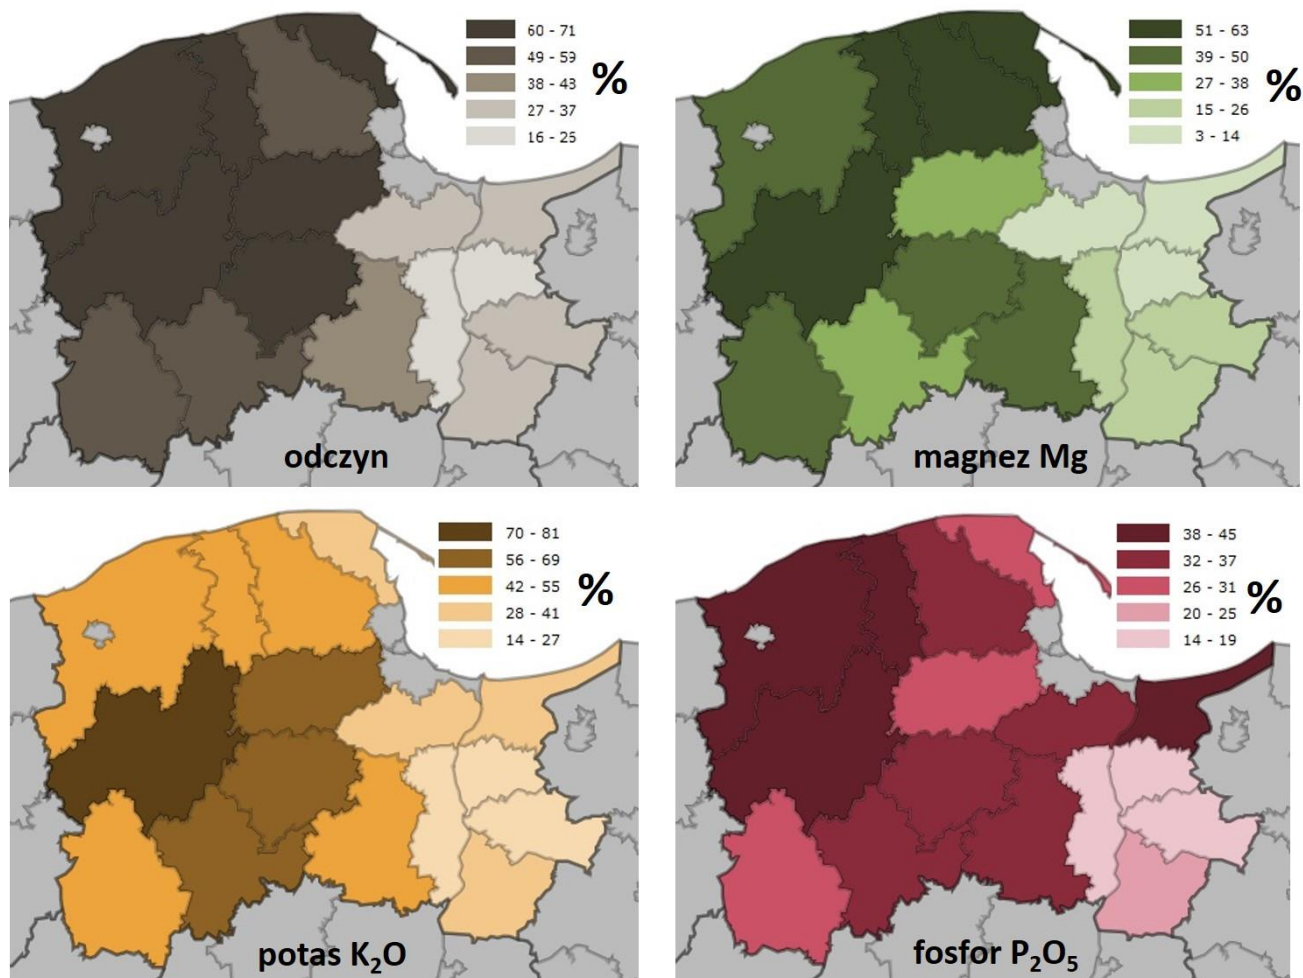 60 - 71
49 - 59
38 - 43
27 - 37
16 - 25
%
odczyn
51 - 63
39 - 50
27 - 38
15 - 26
3 - 14
%
magnez Mg
70 - 81
56 - 69
42 - 55
28 - 41
14 - 27
%
potas K₂O
38 - 45
32 - 37
26 - 31
20 - 25
14 - 19
%
fosfor P₂O₅